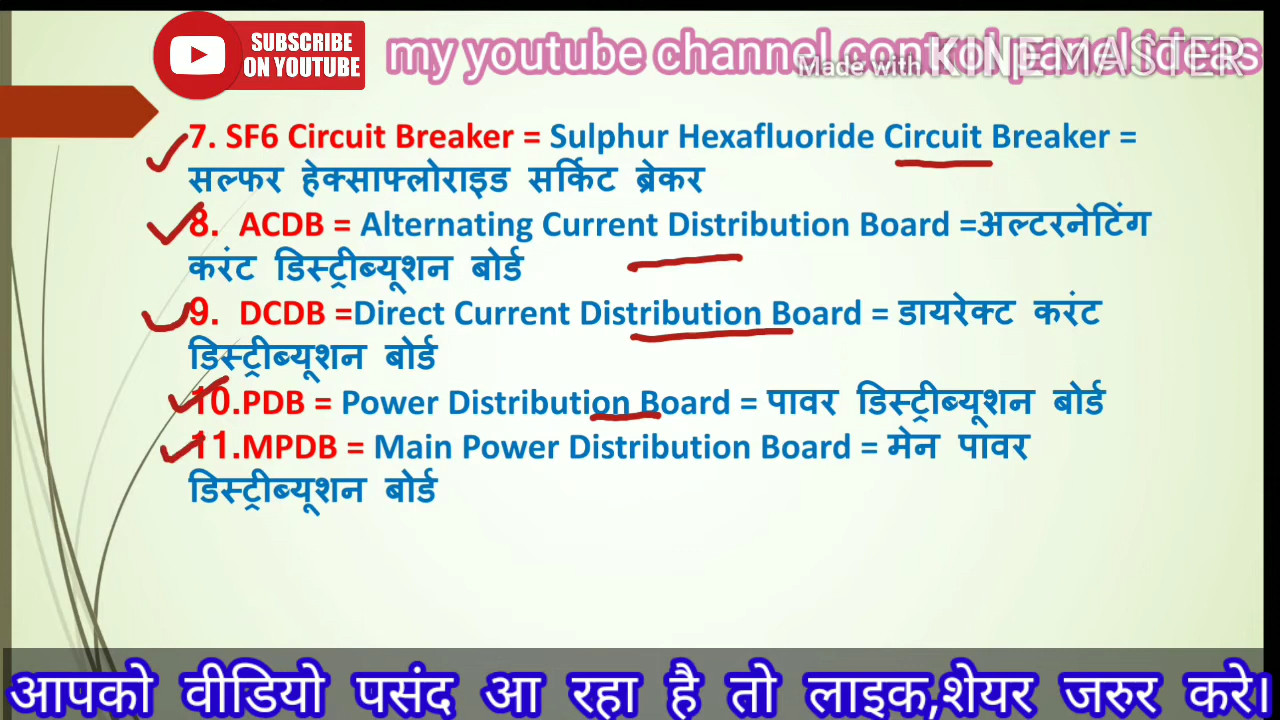 SUBSCRIBE
ON YOUTUBE
my youtube channel control panel ideas
Made with KINEMASTER
7. SF6 Circuit Breaker = Sulphur Hexafluoride Circuit Breaker =
सल्फर हेक्साफ्लोराइड सर्किट ब्रेकर
8. ACDB = Alternating Current Distribution Board =अल्टरनेटिंग
करंट डिस्ट्रीब्यूशन बोर्ड
9. DCDB =Direct Current Distribution Board = डायरेक्ट करंट
डिस्ट्रीब्यूशन बोर्ड
10.PDB = Power Distribution Board = पावर डिस्ट्रीब्यूशन बोर्ड
11.MPDB = Main Power Distribution Board = मेन पावर
डिस्ट्रीब्यूशन बोर्ड
आपको वीडियो पसंद आ रहा है तो लाइक,शेयर जरुर करे।